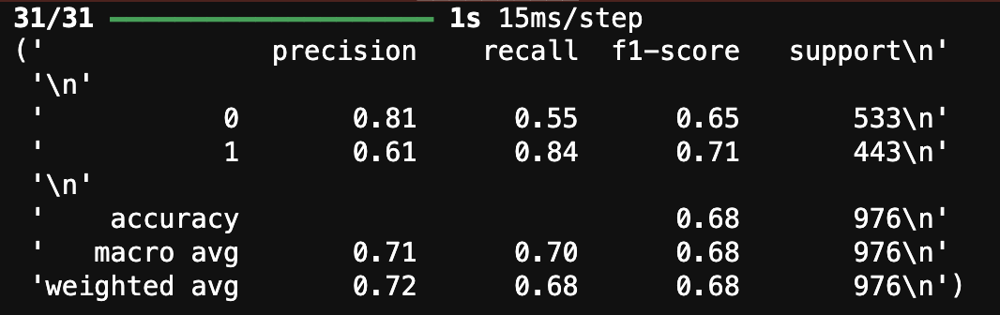 31/31 ━━━━━━━━━━━━━━━━━━━━ 1s 15ms/step
('              precision    recall  f1-score   support\n'
 '\n'
 '           0       0.81      0.55      0.65       533\n'
 '           1       0.61      0.84      0.71       443\n'
 '\n'
 '    accuracy                           0.68       976\n'
 '   macro avg       0.71      0.70      0.68       976\n'
 'weighted avg       0.72      0.68      0.68       976\n')